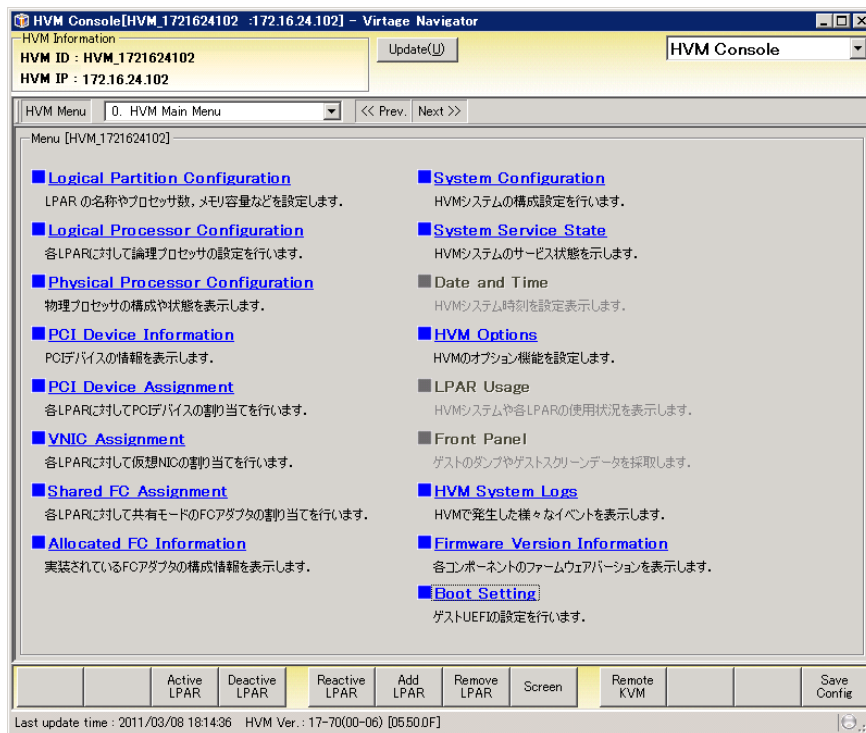 HVM Console[HVM_1721624102 :172.16.24.102] - Virtage Navigator
HVM Information
HVM ID : HVM_1721624102
HVM IP : 172.16.24.102
Update(U)
HVM Console
HVM Menu
0. HVM Main Menu
<< Prev.
Next >>
Menu [HVM_1721624102]
Logical Partition Configuration
LPAR の名称やプロセッサ数，メモリ容量などを設定します．
Logical Processor Configuration
各LPARに対して論理プロセッサの設定を行います．
Physical Processor Configuration
物理プロセッサの構成や状態を表示します．
PCI Device Information
PCIデバイスの情報を表示します．
PCI Device Assignment
各LPARに対してPCIデバイスの割り当てを行います．
VNIC Assignment
各LPARに対して仮想NICの割り当てを行います．
Shared FC Assignment
各LPARに対して共有モードのFCアダプタの割り当てを行います．
Allocated FC Information
実装されているFCアダプタの構成情報を表示します．
System Configuration
HVMシステムの構成設定を行います．
System Service State
HVMシステムのサービス状態を示します．
Date and Time
HVMシステム時刻を設定表示します．
HVM Options
HVMのオプション機能を設定します．
LPAR Usage
HVMシステムや各LPARの使用状況を表示します．
Front Panel
ゲストのダンプやゲストスクリーンデータを採取します．
HVM System Logs
HVMで発生した様々なイベントを表示します．
Firmware Version Information
各コンポーネントのファームウェアバージョンを表示します．
Boot Setting
ゲストUEFIの設定を行います．
Active LPAR
Deactive LPAR
Reactive LPAR
Add LPAR
Remove LPAR
Screen
Remote KVM
Save Config
Last update time : 2011/03/08 18:14:36 HVM Ver. : 17-70(00-06) [05.50.0F]